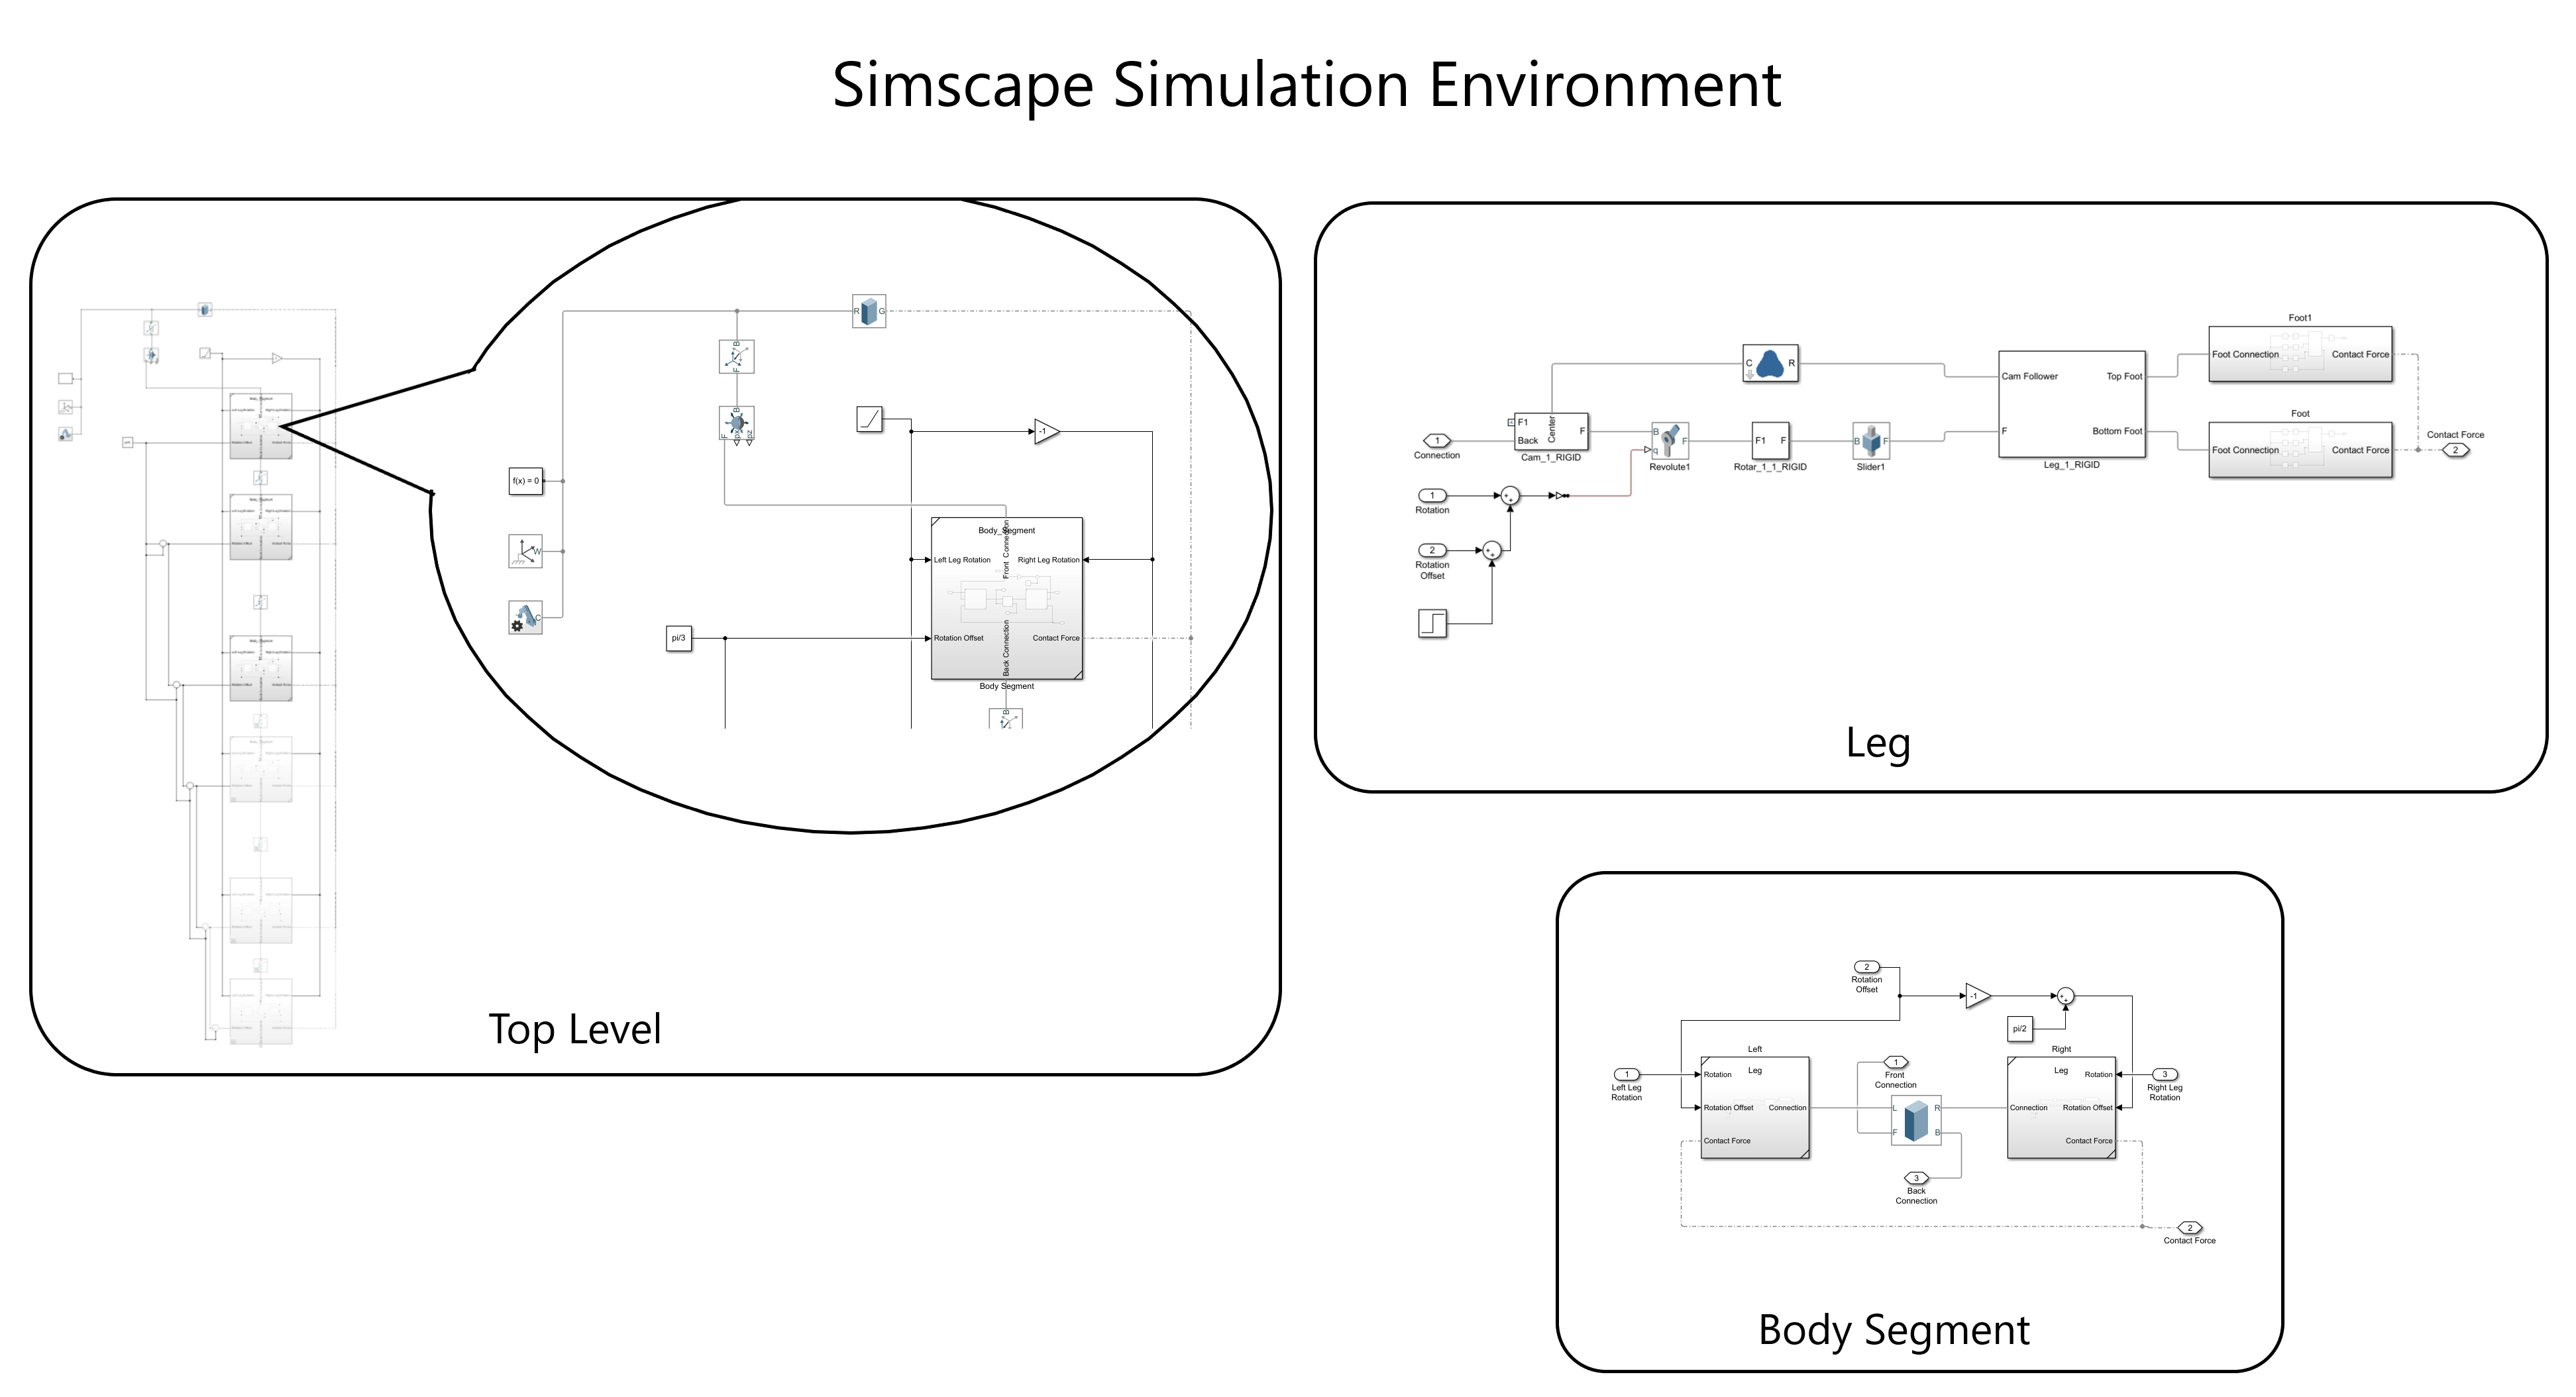 Simscape Simulation Environment
R G
B
F
B
F px pz
-1
f(x) = 0
W
C
Body_Segment
Front Connection
Left Leg Rotation Right Leg Rotation
pi/3
Rotation Offset Contact Force
Back Connection
Body Segment
B
Top Level
Foot1
Foot Connection Contact Force
C R
Cam Follower Top Foot
Foot
F1 Center
Back F
1
Connection
Cam_1_RIGID
B F
q
Revolute1
F1 F
Rotar_1_1_RIGID
B F
Slider1
F Bottom Foot
Leg_1_RIGID
Foot Connection Contact Force
Contact Force
2
1
Rotation
2
Rotation
Offset
Leg
2
Rotation
Offset
-1
pi/2
Left
Leg
1
Left Leg
Rotation
Rotation
Rotation Offset Connection
Contact Force
1
Front
Connection
L R
F B
3
Back
Connection
Right
Leg
Rotation
Connection Rotation Offset
Contact Force
3
Right Leg
Rotation
2
Contact Force
Body Segment